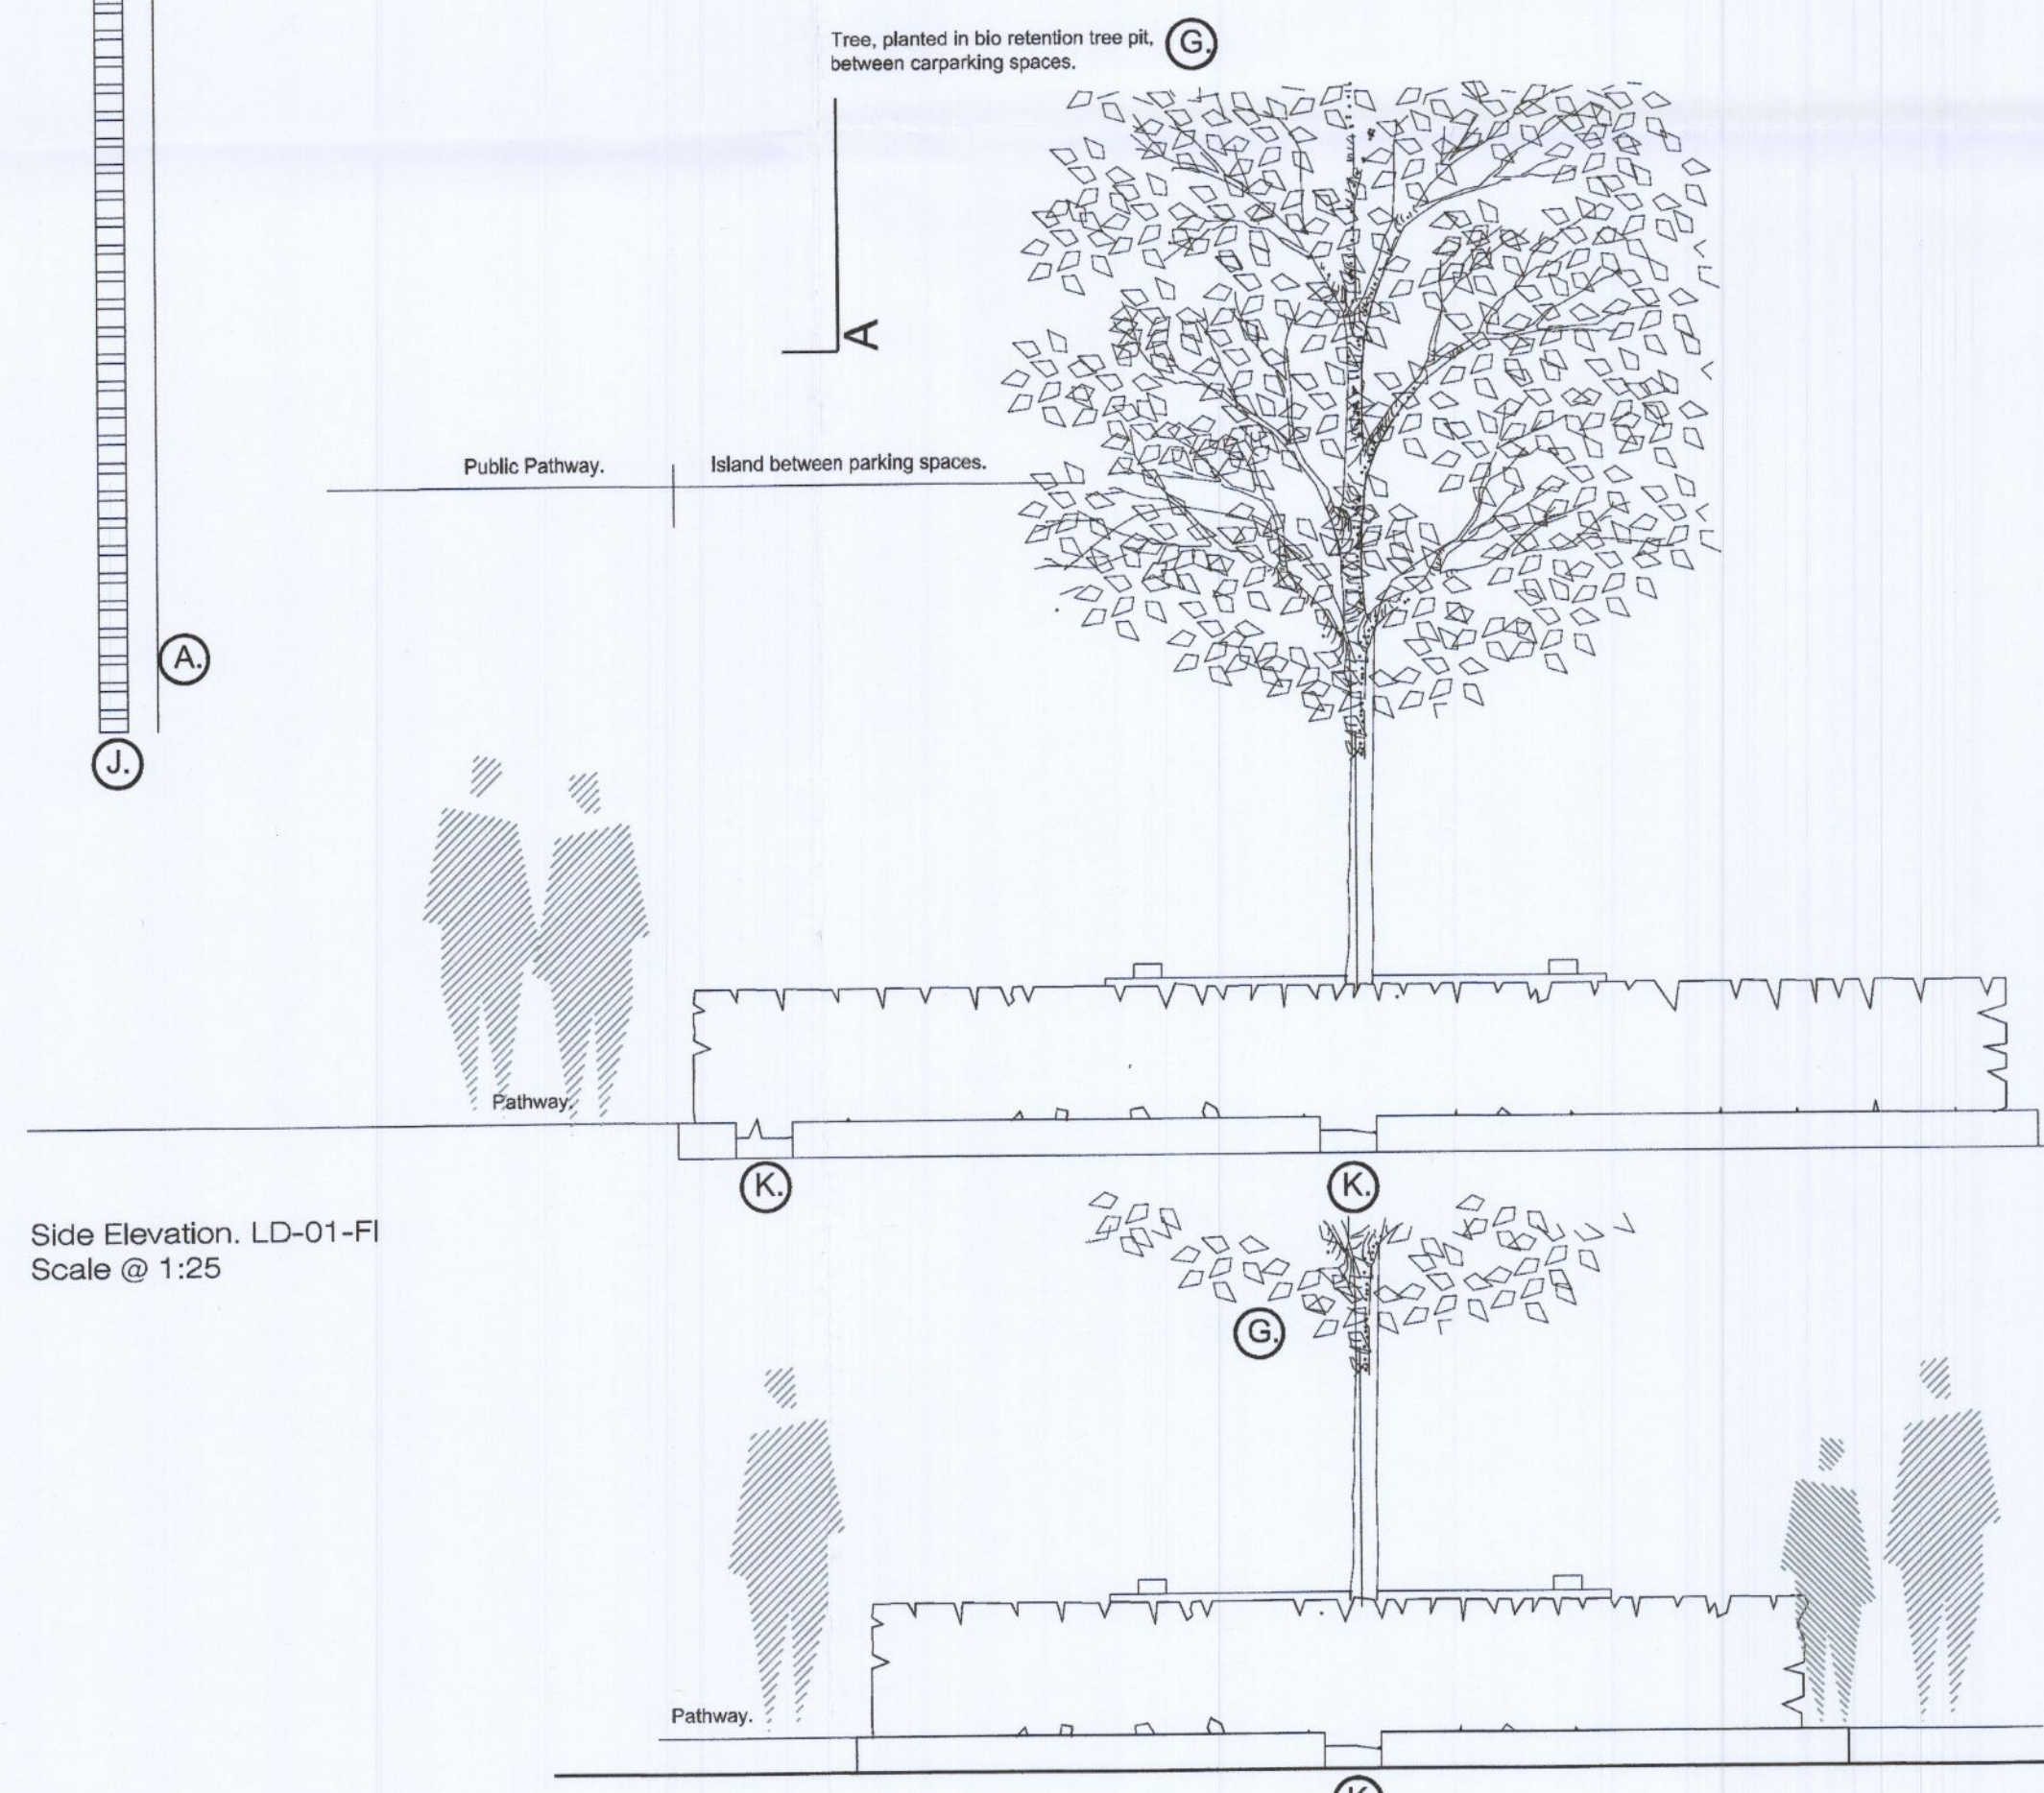 Tree, planted in bio retention tree pit,
between carparking spaces.
G.
A
Public Pathway.
Island between parking spaces.
A.
J.
Pathway.
K.
K.
Side Elevation. LD-01-FI
Scale @ 1:25
G.
Pathway.
K